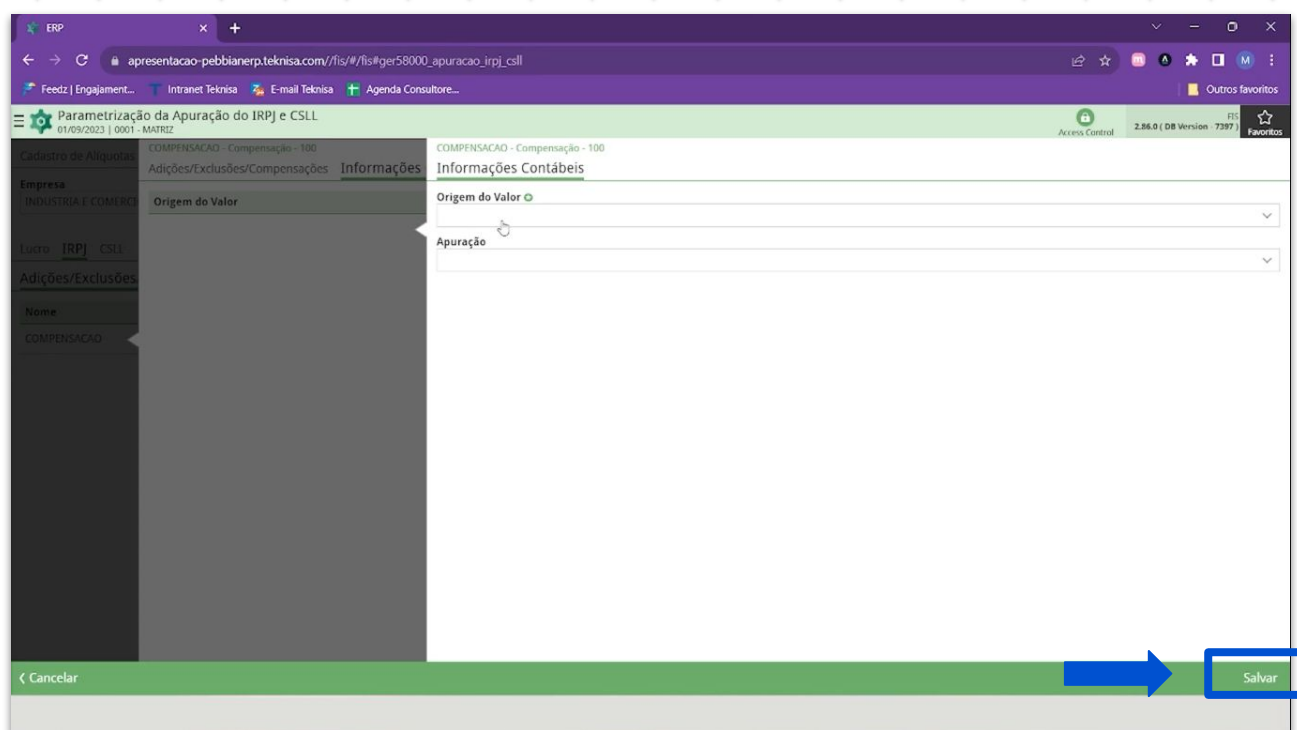 ERP
apresentacao-pebbianerp.teknisa.com//fis/#/fis#ger58000_apuracao_irpj_csll
Feedz | Engajament... Intranet Teknisa E-mail Teknisa Agenda Consultore... Outros favoritos
Parametrização da Apuração do IRPJ e CSLL
01/09/2023 | 0001 - MATRIZ
Access Control
FIS
2.86.0 ( DB Version - 7397 )
Favoritos
Cadastro de Alíquotas
Empresa
INDUSTRIA E COMERCI
Lucro IRPJ CSLL
Adições/Exclusões
Nome
COMPENSACAO
COMPENSACAO - Compensação - 100
Adições/Exclusões/Compensações Informações
Origem do Valor
COMPENSACAO - Compensação - 100
Informações Contábeis
Origem do Valor
Apuração
Cancelar
Salvar